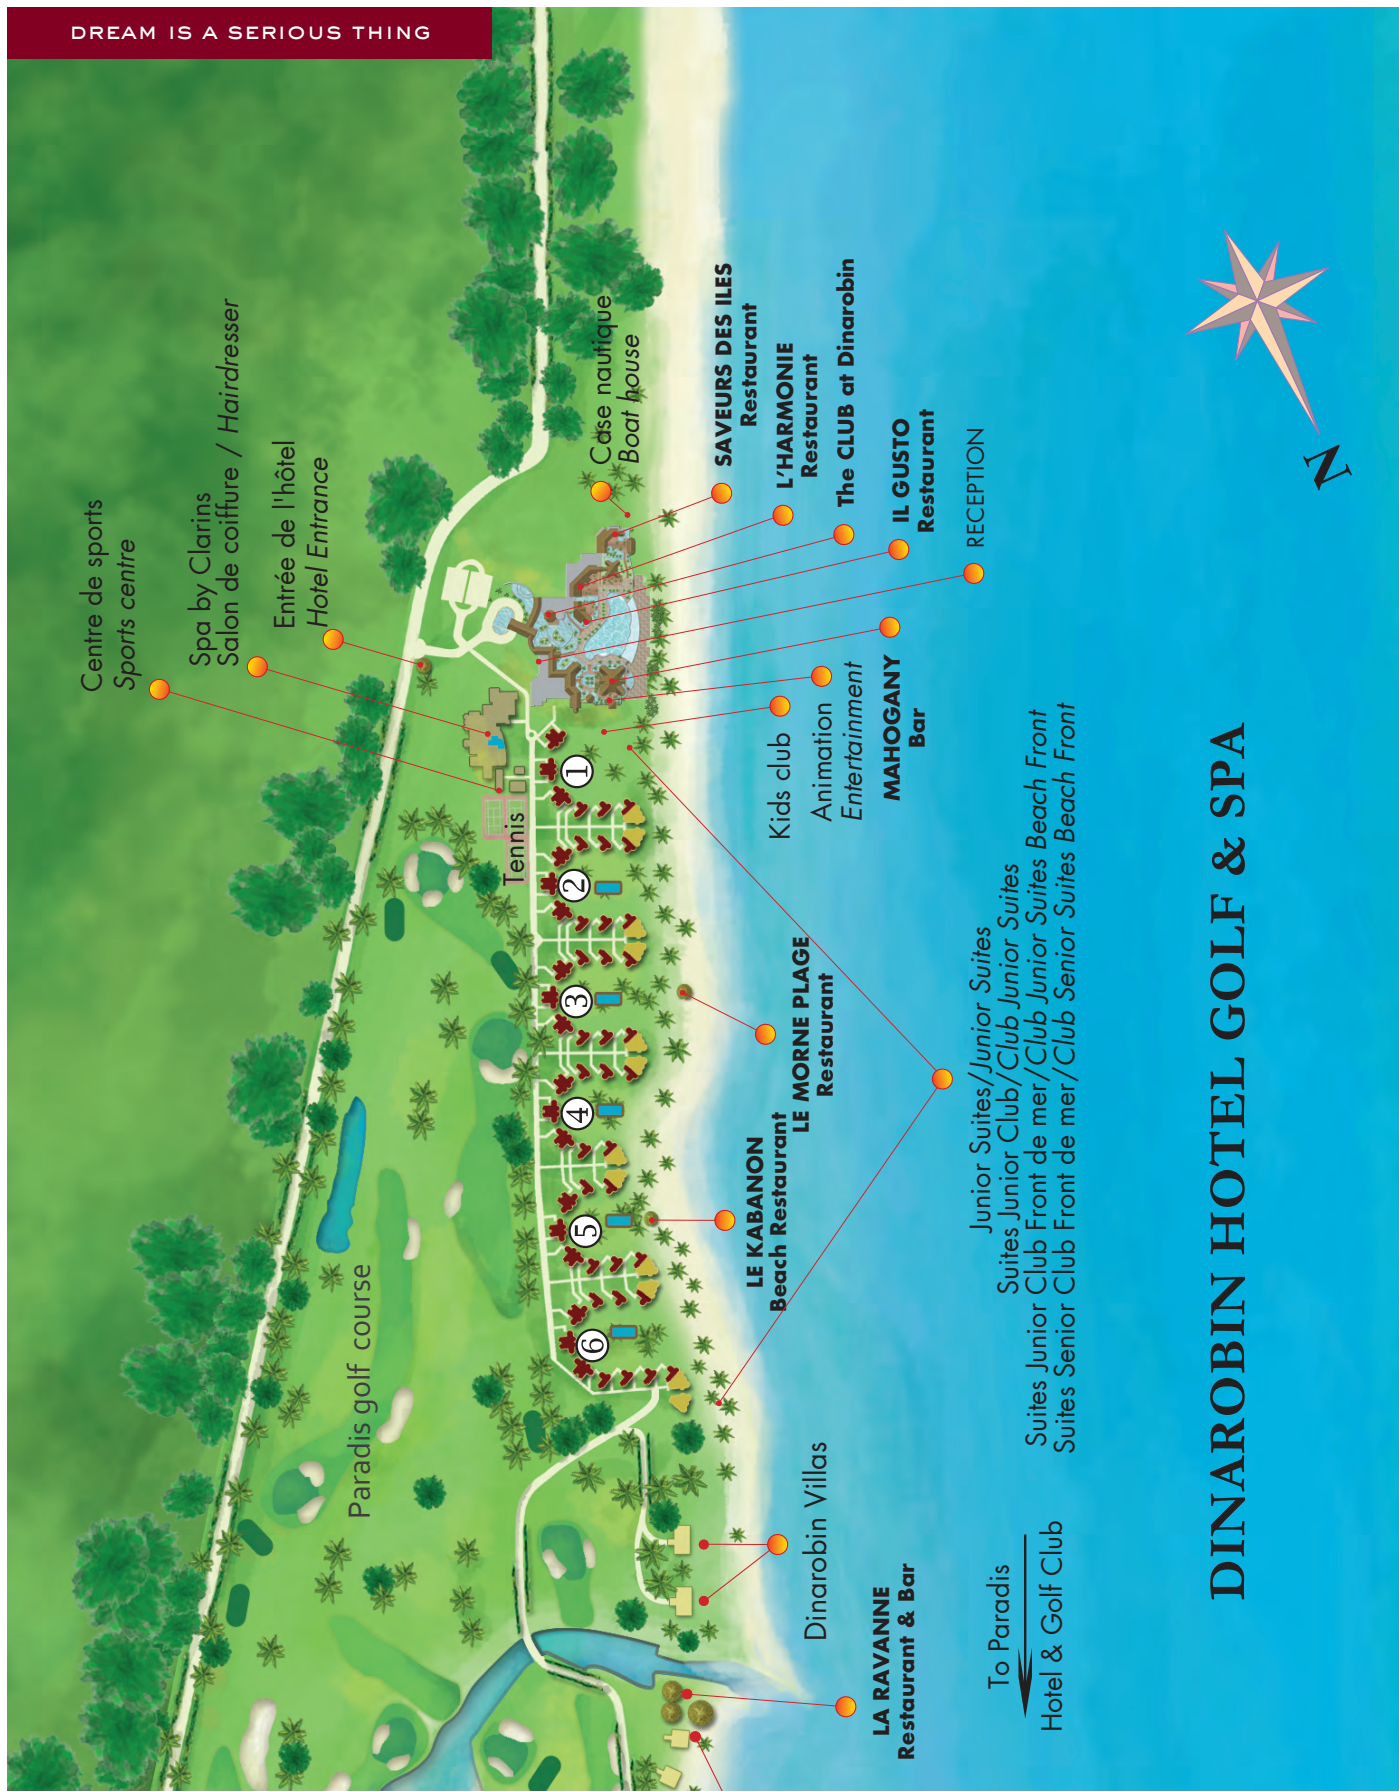 DREAM IS A SERIOUS THING
Centre de sports
Sports centre
Spa by Clarins
Salon de coiffure / Hairdresser
Entrée de l'hôtel
Hotel Entrance
Case nautique
Boat house
SAVEURS DES ILES
Restaurant
L'HARMONIE
Restaurant
The CLUB at Dinarobin
IL GUSTO
Restaurant
RECEPTION
MAHOGANY
Bar
Animation
Entertainment
Kids club
Tennis
1
2
3
4
5
6
LE MORNE PLAGE
Restaurant
LE KABANON
Beach Restaurant
Paradis golf course
Junior Suites/Junior Suites
Suites Junior Club/Club Junior Suites
Suites Junior Club Front de mer/Club Junior Suites Beach Front
Suites Senior Club Front de mer/Club Senior Suites Beach Front
Dinarobin Villas
LA RAVANNE
Restaurant & Bar
To Paradis
Hotel & Golf Club
N
DINAROBIN HOTEL GOLF & SPA